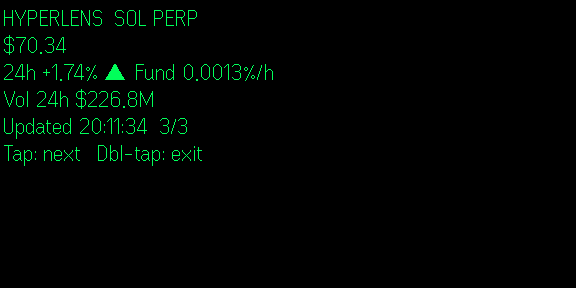 HYPERLENS SOL PERP
$70.34
24h +1.74% ▲ Fund 0.0013%/h
Vol 24h $226.8M
Updated 20:11:34 3/3
Tap: next Dbl-tap: exit